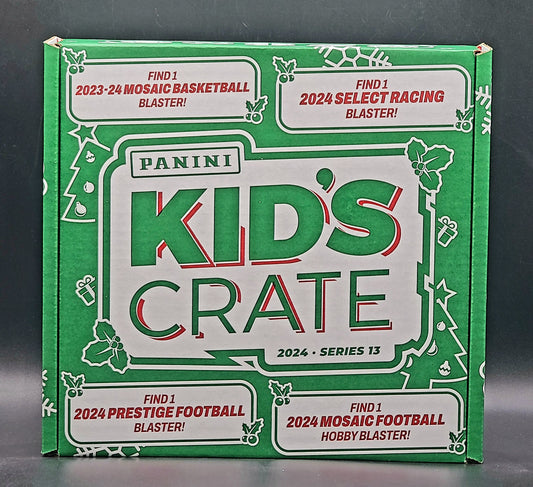 FIND 1
2023-24 MOSAIC BASKETBALL
BLASTER!
FIND 1
2024 SELECT RACING
BLASTER!
PANINI
KID'S
CRATE
2024 · SERIES 13
FIND 1
2024 PRESTIGE FOOTBALL
BLASTER!
FIND 1
2024 MOSAIC FOOTBALL
HOBBY BLASTER!